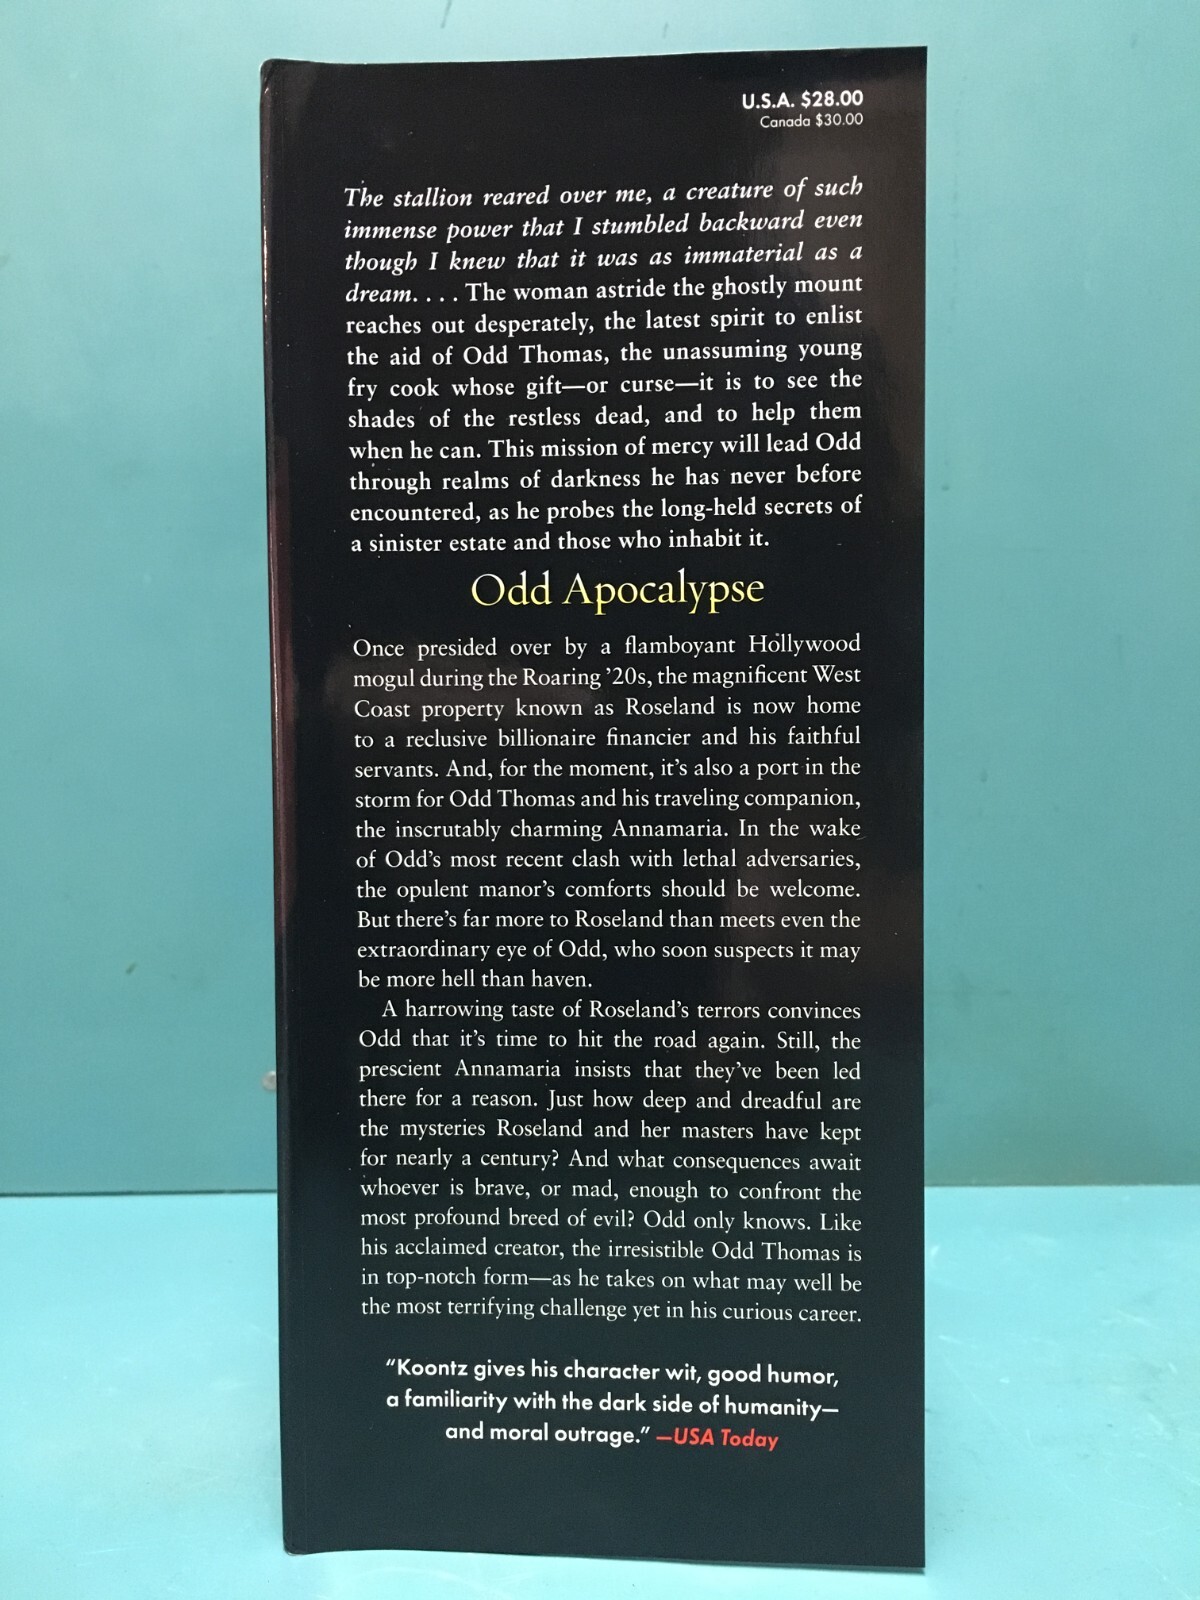 U.S.A. $28.00
Canada $30.00
The stallion reared over me, a creature of such
immense power that I stumbled backward even
though I knew that it was as immaterial as a
dream. . . . The woman astride the ghostly mount
reaches out desperately, the latest spirit to enlist
the aid of Odd Thomas, the unassuming young
fry cook whose gift—or curse—it is to see the
shades of the restless dead, and to help them
when he can. This mission of mercy will lead Odd
through realms of darkness he has never before
encountered, as he probes the long-held secrets of
a sinister estate and those who inhabit it.
Odd Apocalypse
Once presided over by a flamboyant Hollywood
mogul during the Roaring ’20s, the magnificent West
Coast property known as Roseland is now home
to a reclusive billionaire financier and his faithful
servants. And, for the moment, it’s also a port in the
storm for Odd Thomas and his traveling companion,
the inscrutably charming Annamaria. In the wake
of Odd’s most recent clash with lethal adversaries,
the opulent manor’s comforts should be welcome.
But there’s far more to Roseland than meets even the
extraordinary eye of Odd, who soon suspects it may
be more hell than haven.
A harrowing taste of Roseland’s terrors convinces
Odd that it’s time to hit the road again. Still, the
prescient Annamaria insists that they’ve been led
there for a reason. Just how deep and dreadful are
the mysteries Roseland and her masters have kept
for nearly a century? And what consequences await
whoever is brave, or mad, enough to confront the
most profound breed of evil? Odd only knows. Like
his acclaimed creator, the irresistible Odd Thomas is
in top-notch form—as he takes on what may well be
the most terrifying challenge yet in his curious career.
“Koontz gives his character wit, good humor,
a familiarity with the dark side of humanity—
and moral outrage.” —USA Today